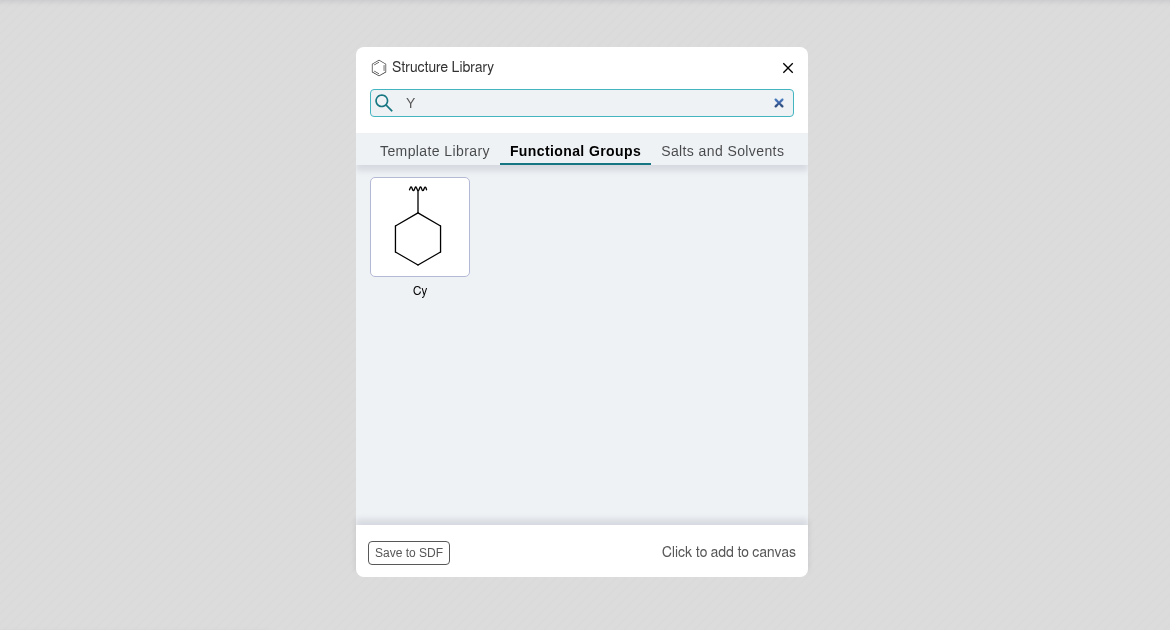 Structure Library
Y
Template Library Functional Groups Salts and Solvents
Cy
Save to SDF Click to add to canvas